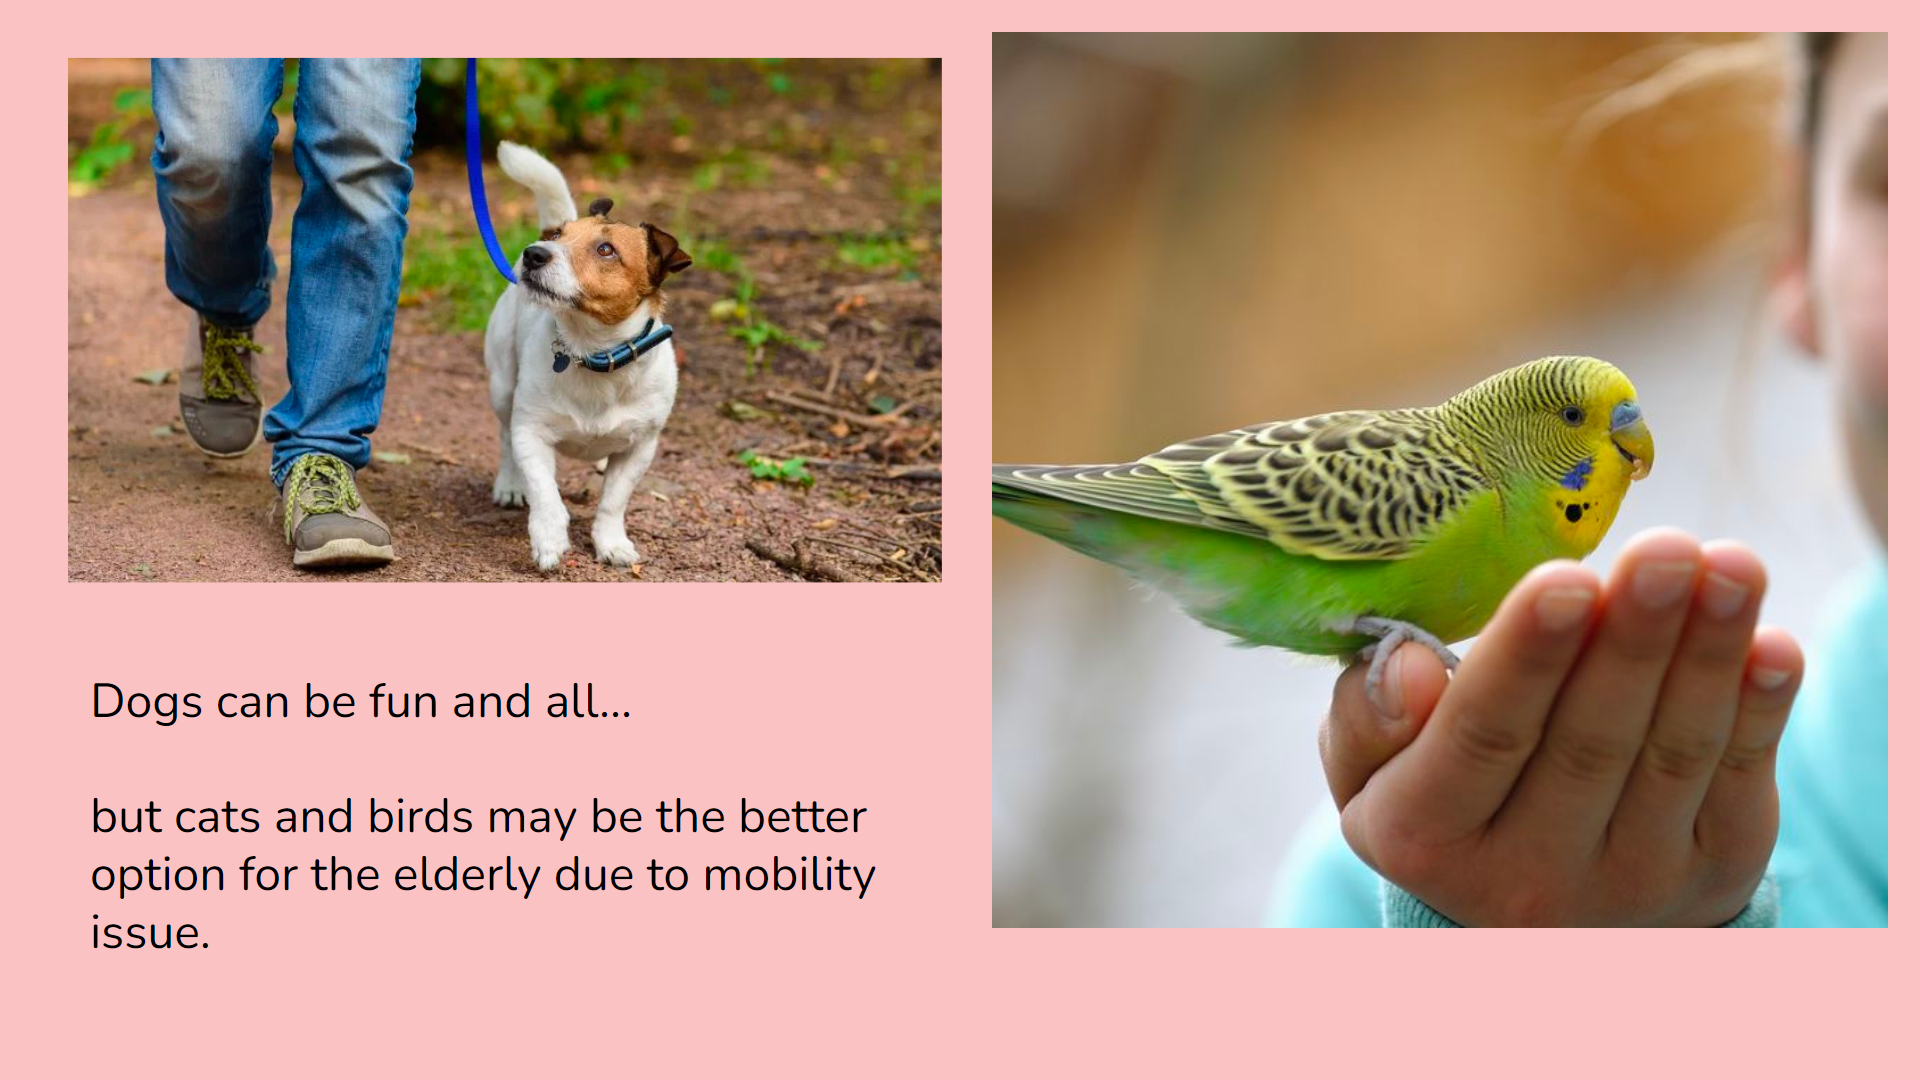 Dogs can be fun and all...
but cats and birds may be the better
option for the elderly due to mobility
issue.